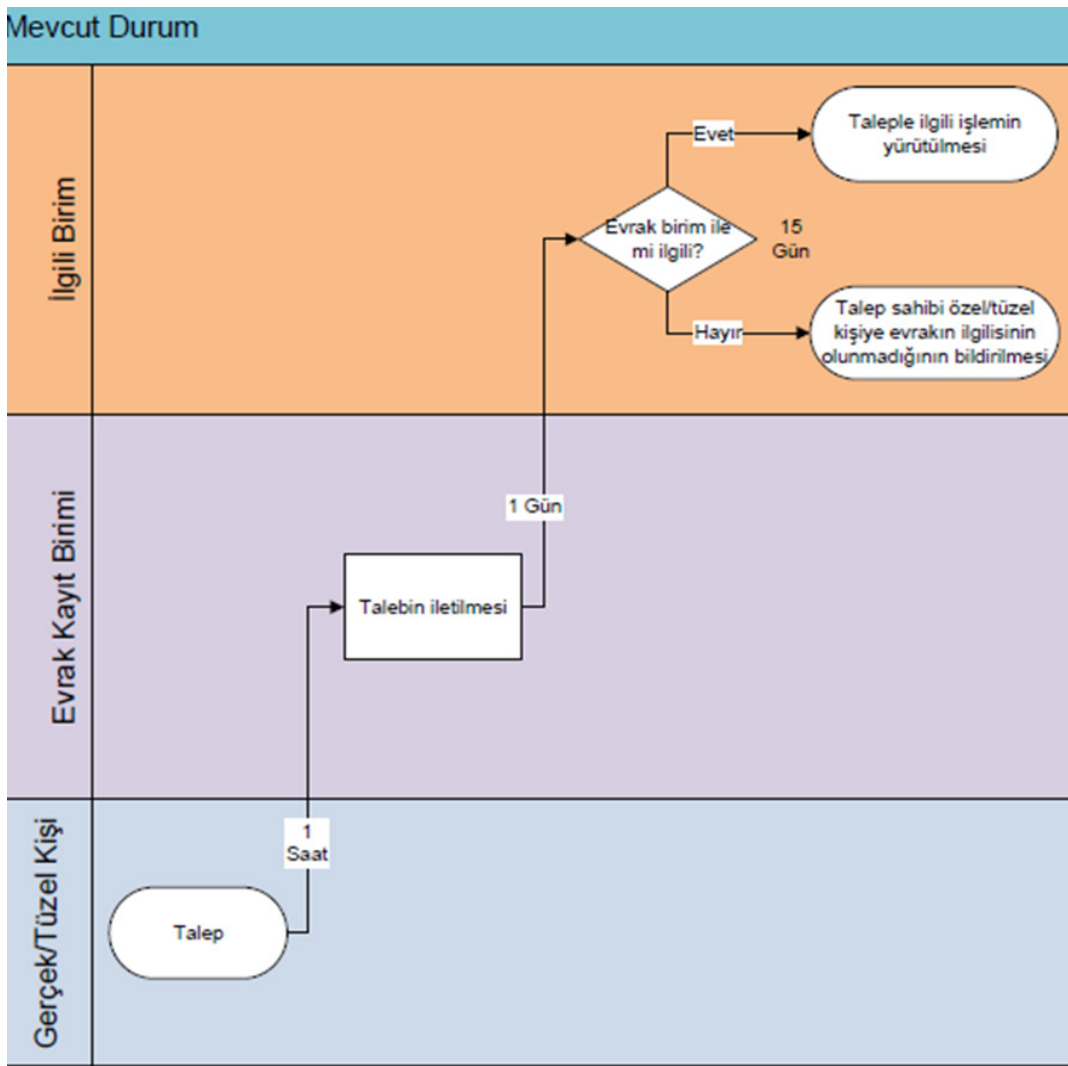 Mevcut Durum
İlgili Birim
Evet
Taleple ilgili işlemin
yürütülmesi
Evrak birim ile
mi ilgili?
15
Gün
Hayır
Talep sahibi özel/tüzel
kişiye evrakın ilgilisinin
olunmadığının bildirilmesi
Evrak Kayıt Birimi
1 Gün
Talebin iletilmesi
Gerçek/Tüzel Kişi
1
Saat
Talep